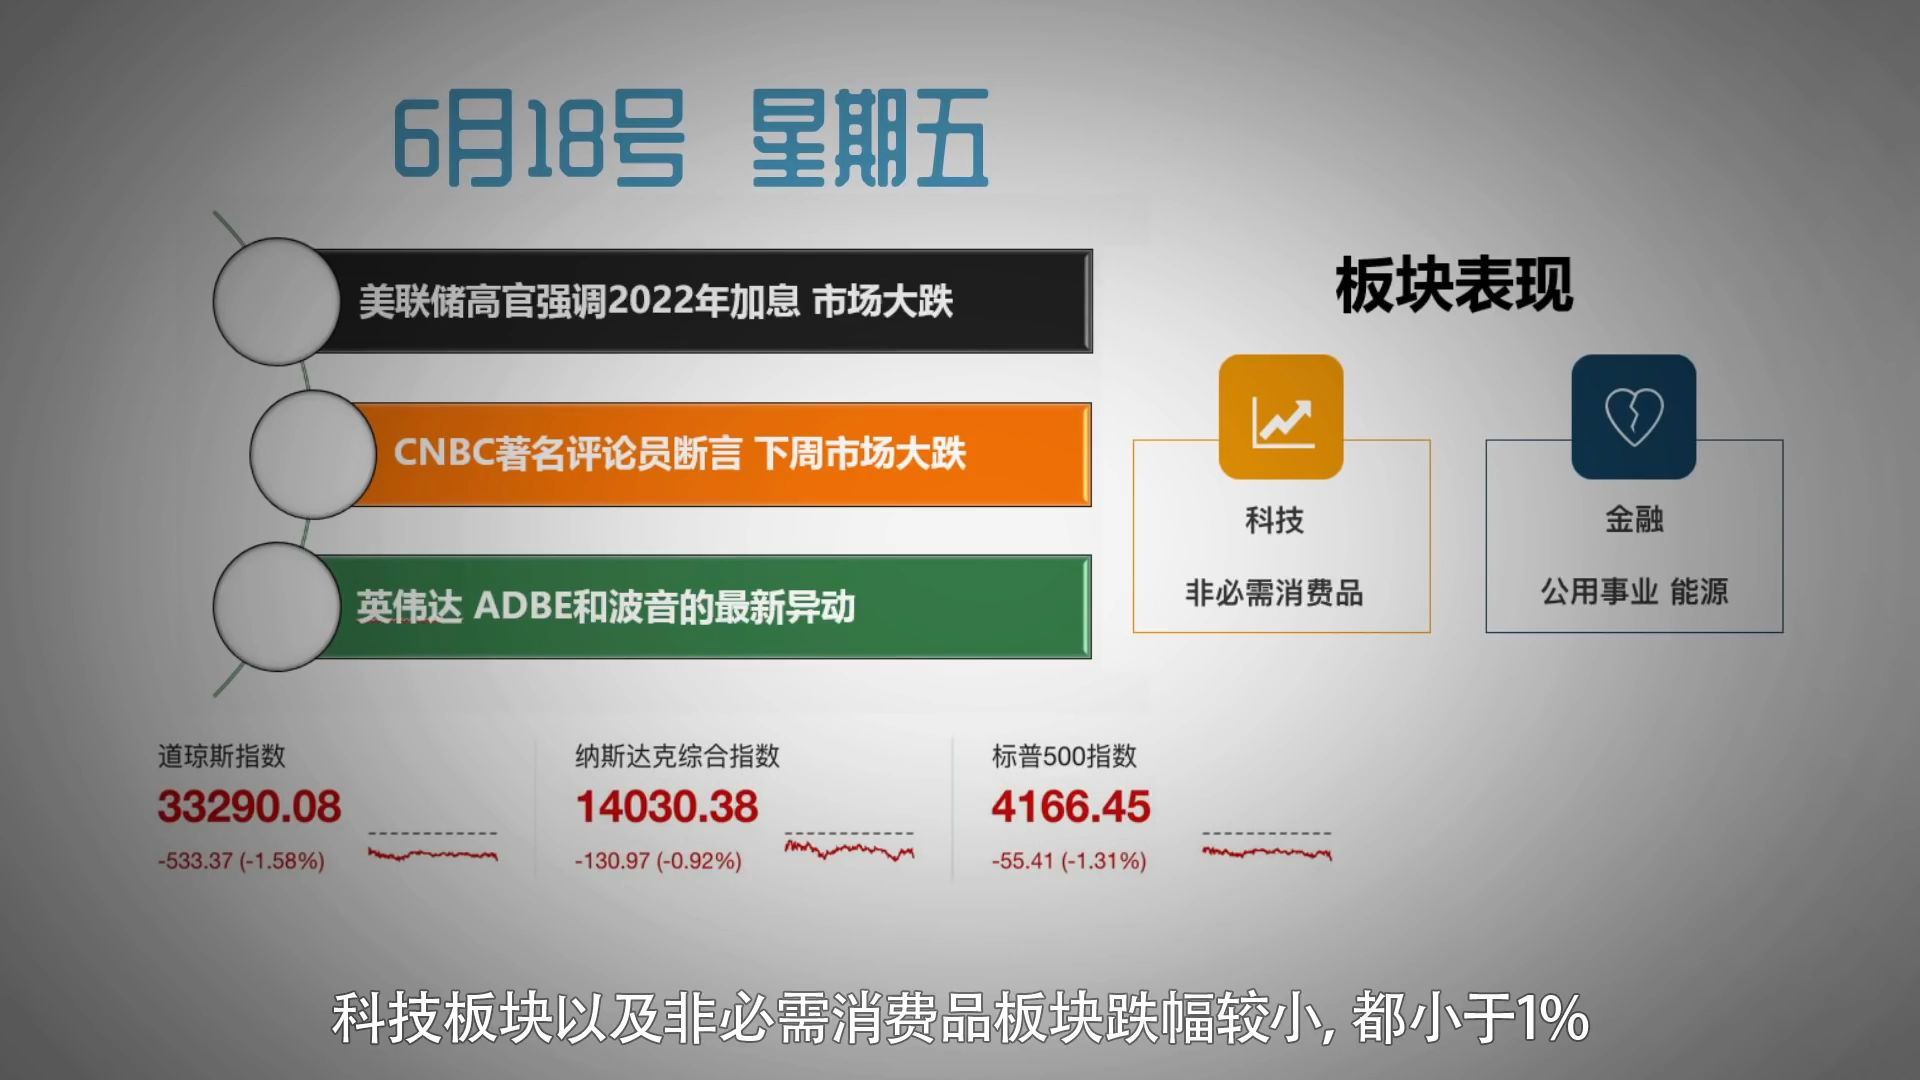 6月18号 星期五
美联储高官强调2022年加息 市场大跌
CNBC著名评论员断言 下周市场大跌
英伟达 ADBE和波音的最新异动
板块表现
科技
非必需消费品
金融
公用事业 能源
道琼斯指数
33290.08
-533.37 (-1.58%)
纳斯达克综合指数
14030.38
-130.97 (-0.92%)
标普500指数
4166.45
-55.41 (-1.31%)
科技板块以及非必需消费品板块跌幅较小, 都小于1%